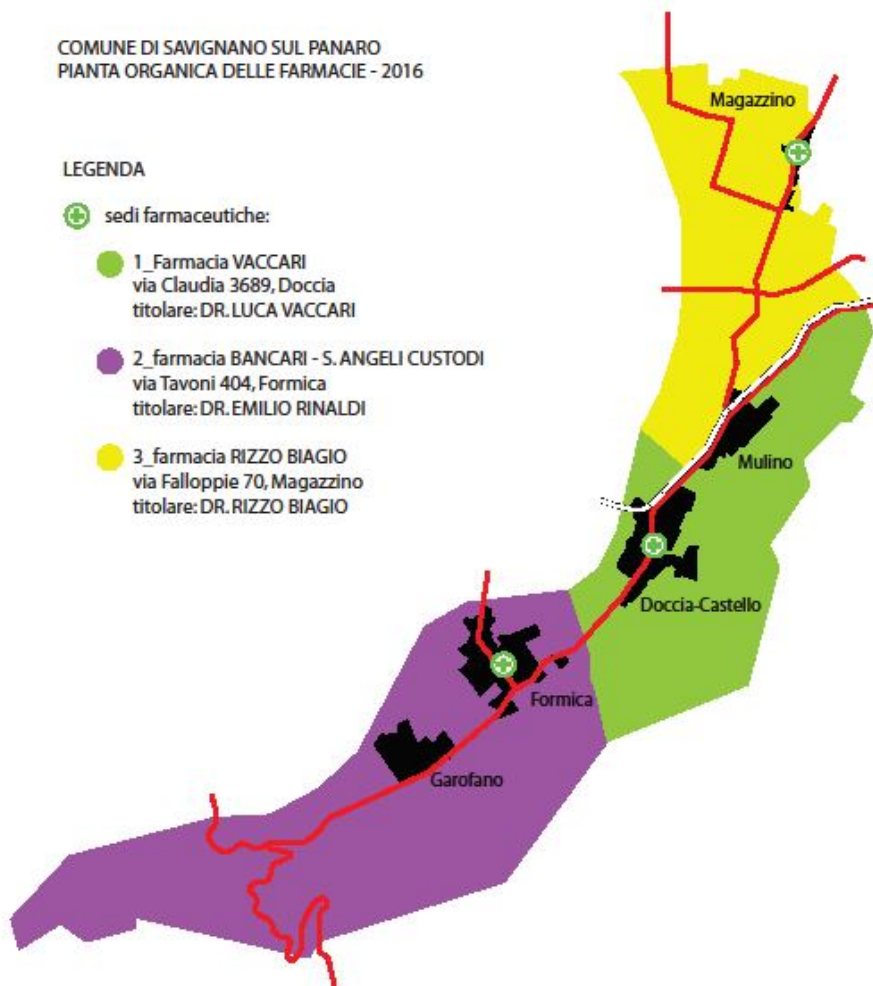 COMUNE DI SAVIGNANO SUL PANARO
PIANTA ORGANICA DELLE FARMACIE - 2016
LEGENDA
sedi farmaceutiche:
1_Farmacia VACCARI
via Claudia 3689, Doccia
titolare: DR. LUCA VACCARI
2_farmacia BANCARI - S. ANGELI CUSTODI
via Tavoni 404, Formica
titolare: DR. EMILIO RINALDI
3_farmacia RIZZO BIAGIO
via Falloppie 70, Magazzino
titolare: DR. RIZZO BIAGIO
Magazzino
Mulino
Doccia-Castello
Formica
Garofano